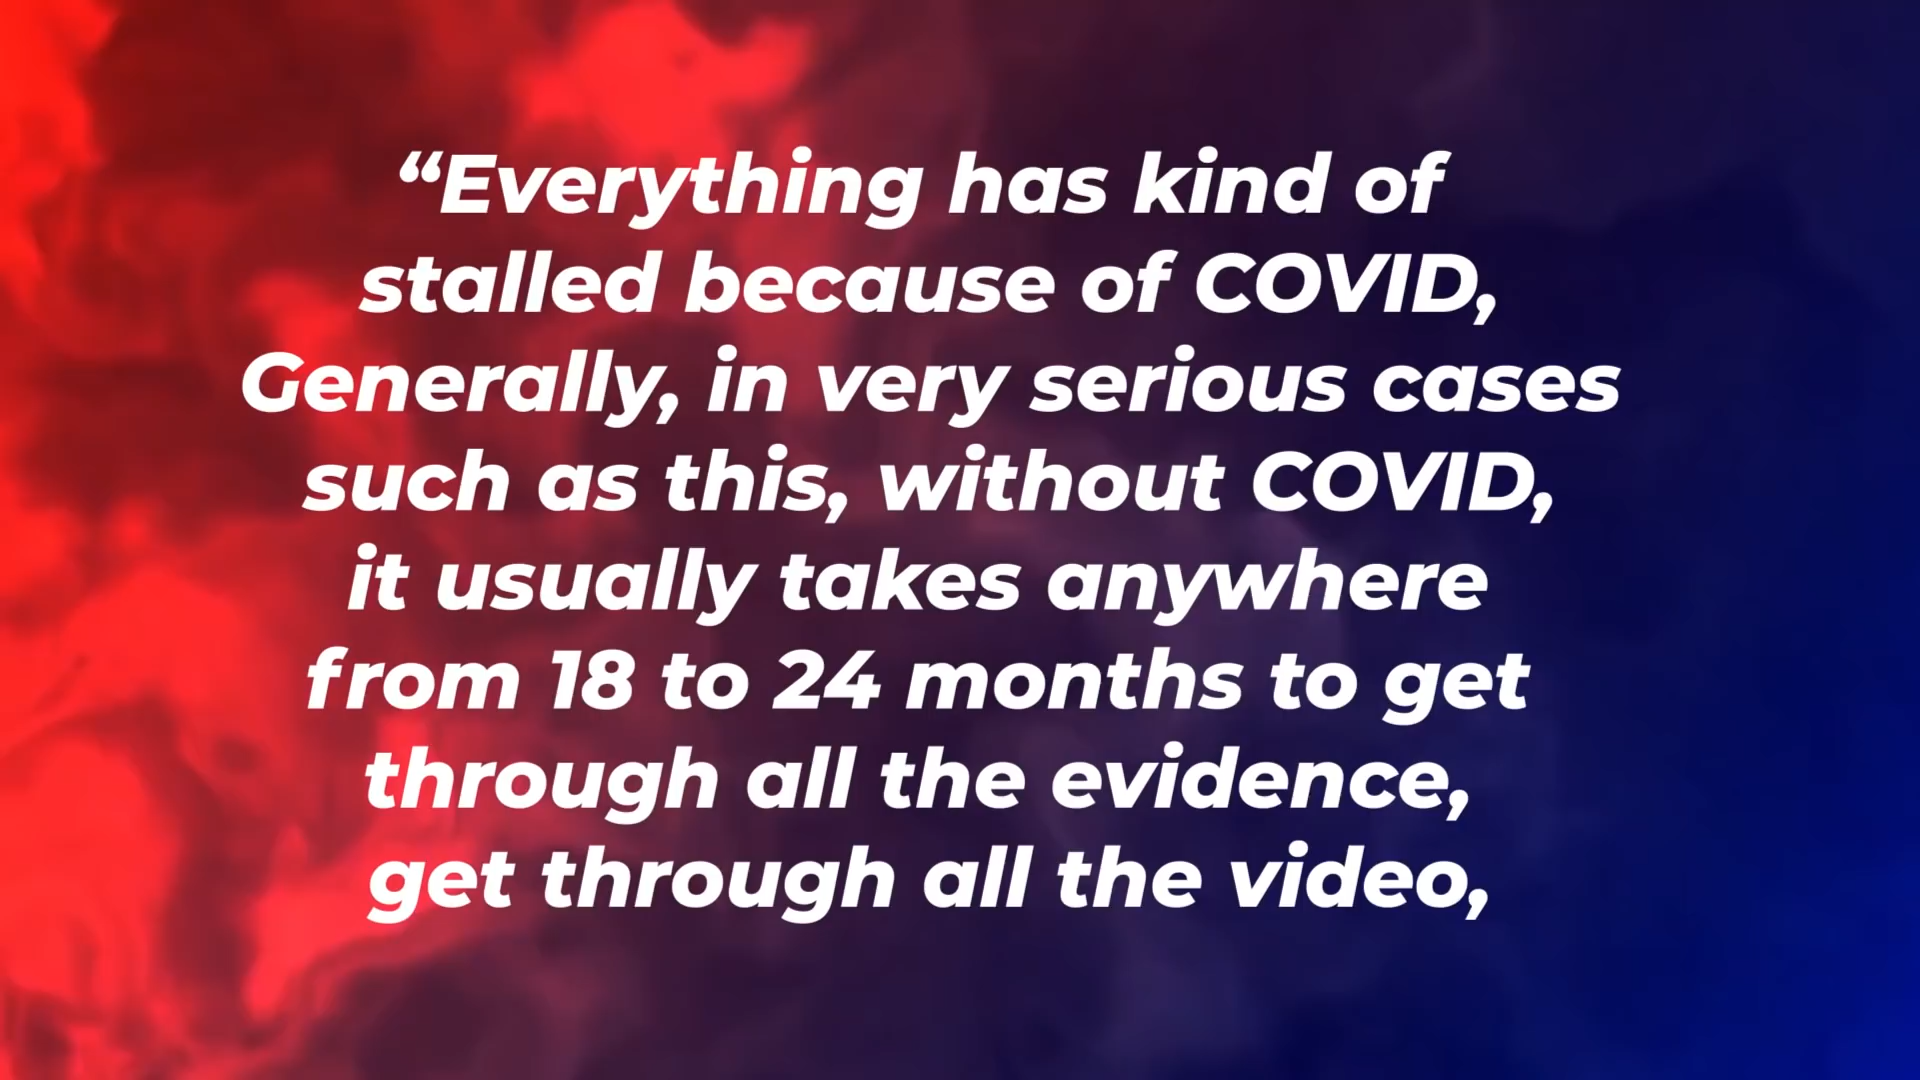 “Everything has kind of
stalled because of COVID,
Generally, in very serious cases
such as this, without COVID,
it usually takes anywhere
from 18 to 24 months to get
through all the evidence,
get through all the video,